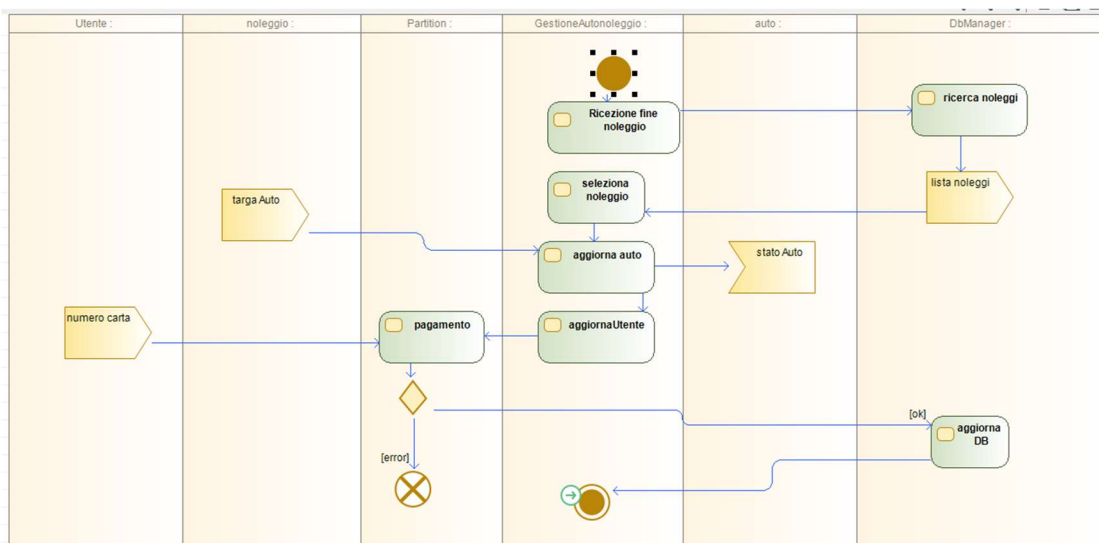 Utente :
noleggio :
Partition :
GestioneAutonoleggio :
auto :
DbManager :
Ricezione fine
noleggio
ricerca noleggi
seleziona
noleggio
lista noleggi
targa Auto
aggiorna auto
stato Auto
numero carta
pagamento
aggiornaUtente
[ok]
aggiorna
DB
[error]